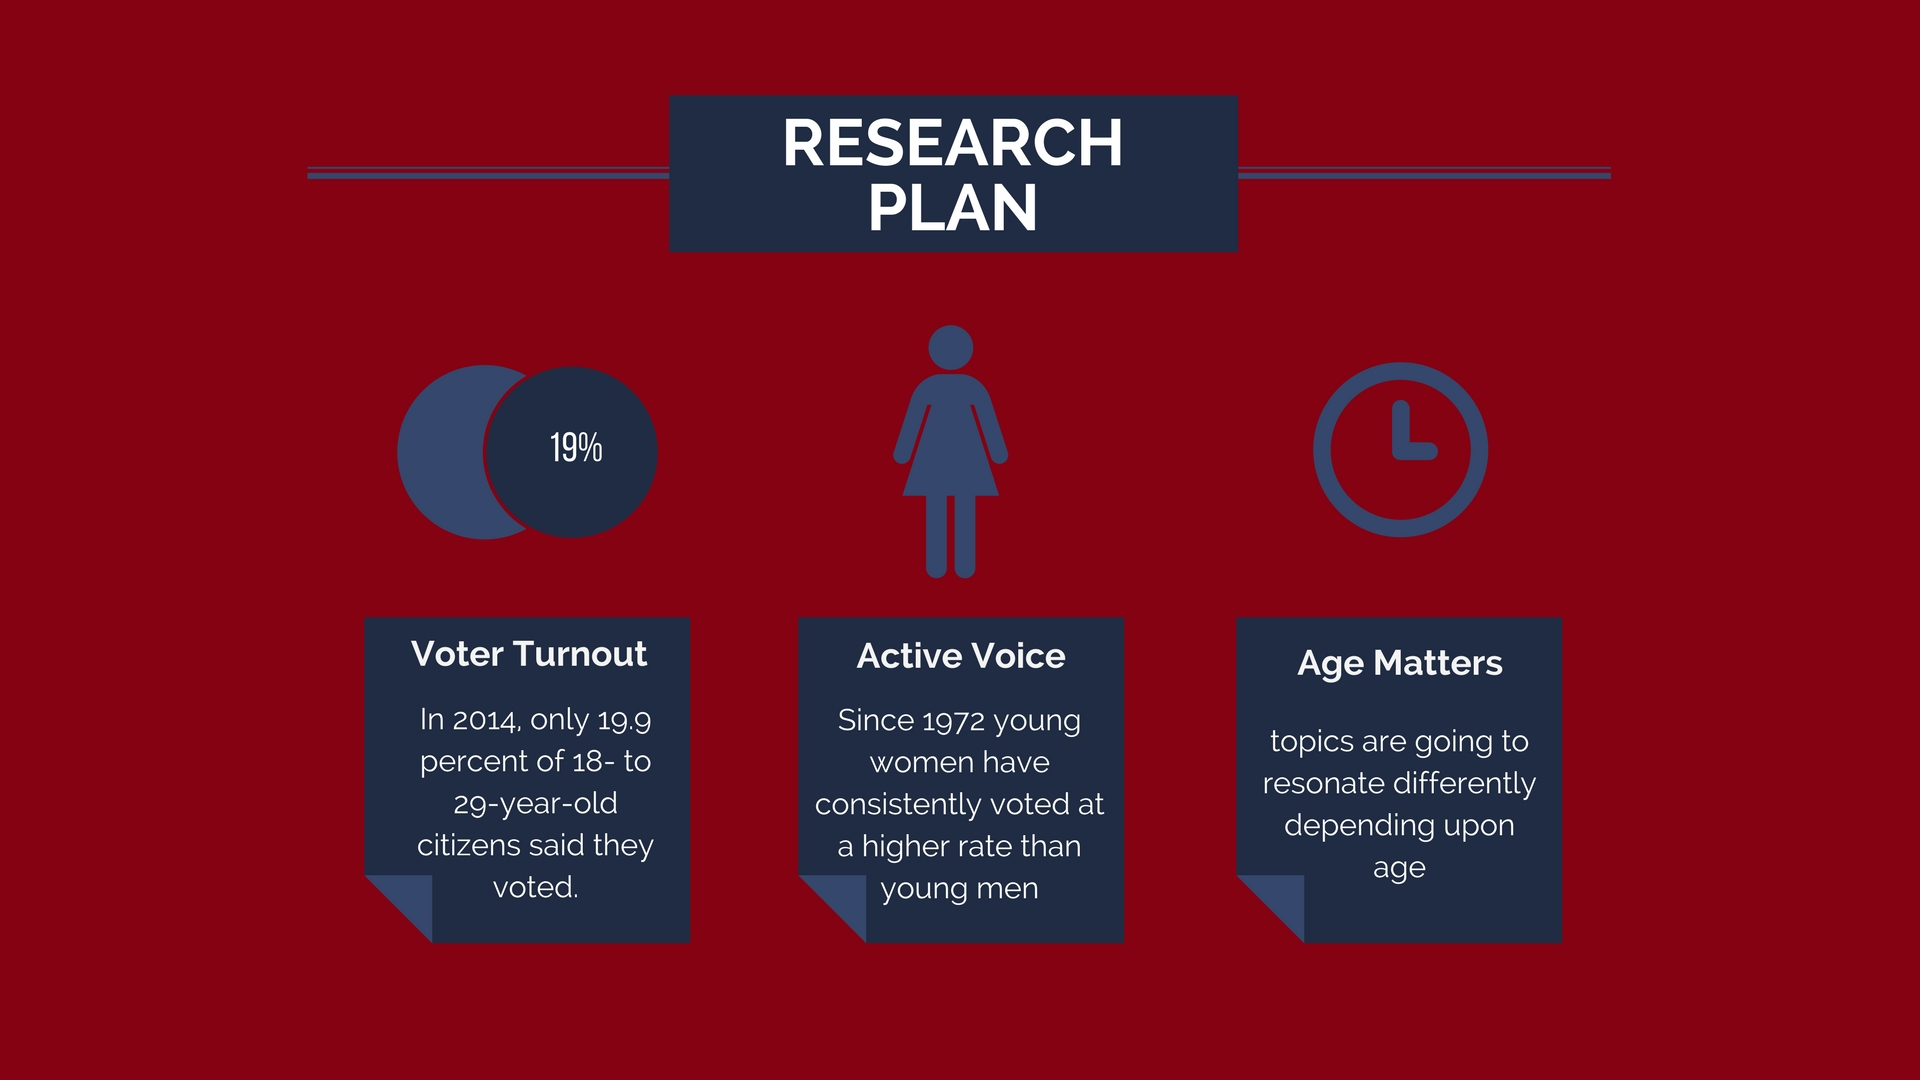 RESEARCH
PLAN
19%
Voter Turnout
In 2014, only 19.9
percent of 18- to
29-year-old
citizens said they
voted.
Active Voice
Since 1972 young
women have
consistently voted at
a higher rate than
young men
Age Matters
topics are going to
resonate differently
depending upon
age